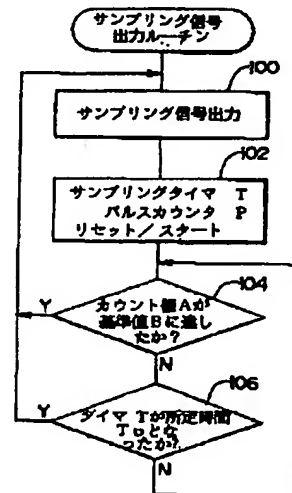 サンプリング信号
出力ルーチン
100
サンプリング信号出力
102
サンプリングタイマ T
パルスカウンタ P
リセット/スタート
104
カウント値Aが
基準値Bに達し
たか?
Y
N
106
タイマ Tが所定時間
T₀とな
ったか?
Y
N